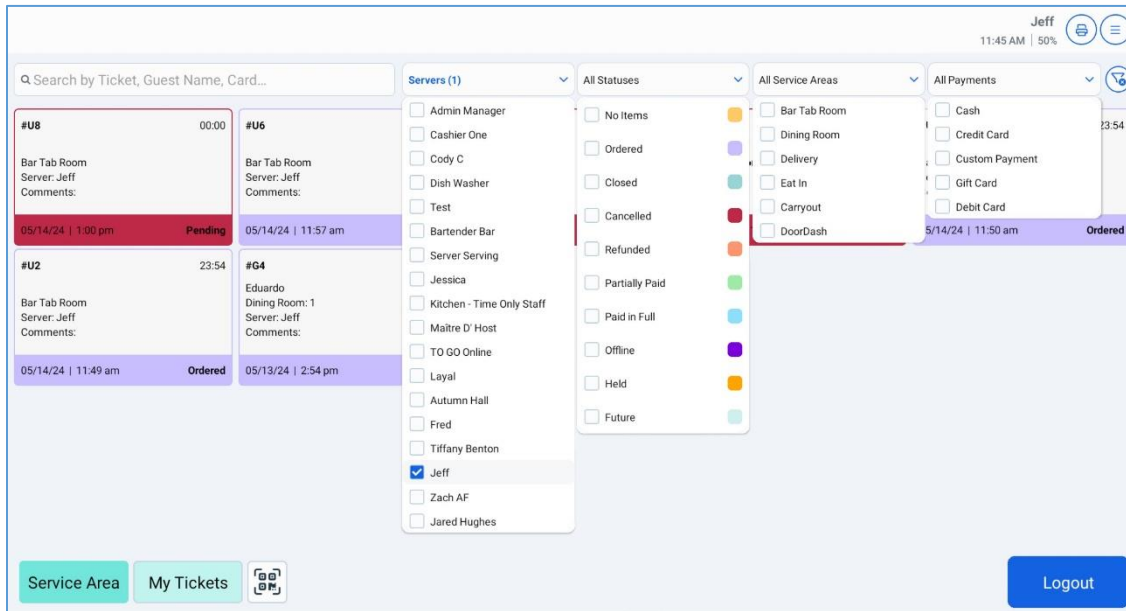 Jeff
11:45 AM | 50%
Search by Ticket, Guest Name, Card...
Servers (1)
All Statuses
All Service Areas
All Payments
#U8 00:00
Bar Tab Room
Server: Jeff
Comments:
05/14/24 | 1:00 pm Pending
#U6
Bar Tab Room
Server: Jeff
Comments:
05/14/24 | 11:57 am
23:54
5/14/24 | 11:50 am Ordered
#U2 23:54
Bar Tab Room
Server: Jeff
Comments:
05/14/24 | 11:49 am Ordered
#G4
Eduardo
Dining Room: 1
Server: Jeff
Comments:
05/13/24 | 2:54 pm
Admin Manager
Cashier One
Cody C
Dish Washer
Test
Bartender Bar
Server Serving
Jessica
Kitchen - Time Only Staff
Maître D' Host
TO GO Online
Layal
Autumn Hall
Fred
Tiffany Benton
Jeff
Zach AF
Jared Hughes
No Items
Ordered
Closed
Cancelled
Refunded
Partially Paid
Paid in Full
Offline
Held
Future
Bar Tab Room
Dining Room
Delivery
Eat In
Carryout
DoorDash
Cash
Credit Card
Custom Payment
Gift Card
Debit Card
Service Area
My Tickets
Logout